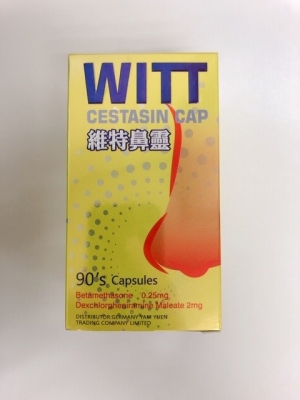 WITT
CESTASIN CAP
維特鼻靈
90's Capsules
Betamethasone 0.25mg
Dexchlorpheniramine Maleate 2mg
DISTRIBUTOR:GERMANY YAM YUEN
TRADING COMPANY LIMITED